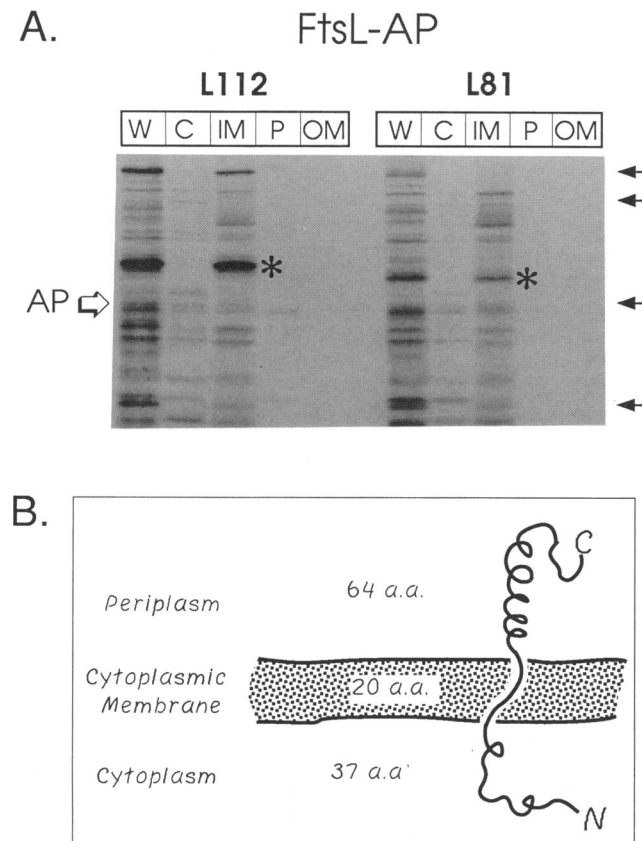 A.
FtsL-AP
L112 L81
W C IM P OM W C IM P OM
*
*
AP
B.
Periplasm 64 a.a. C
Cytoplasmic
Membrane 20 a.a.
Cytoplasm 37 a.a
N